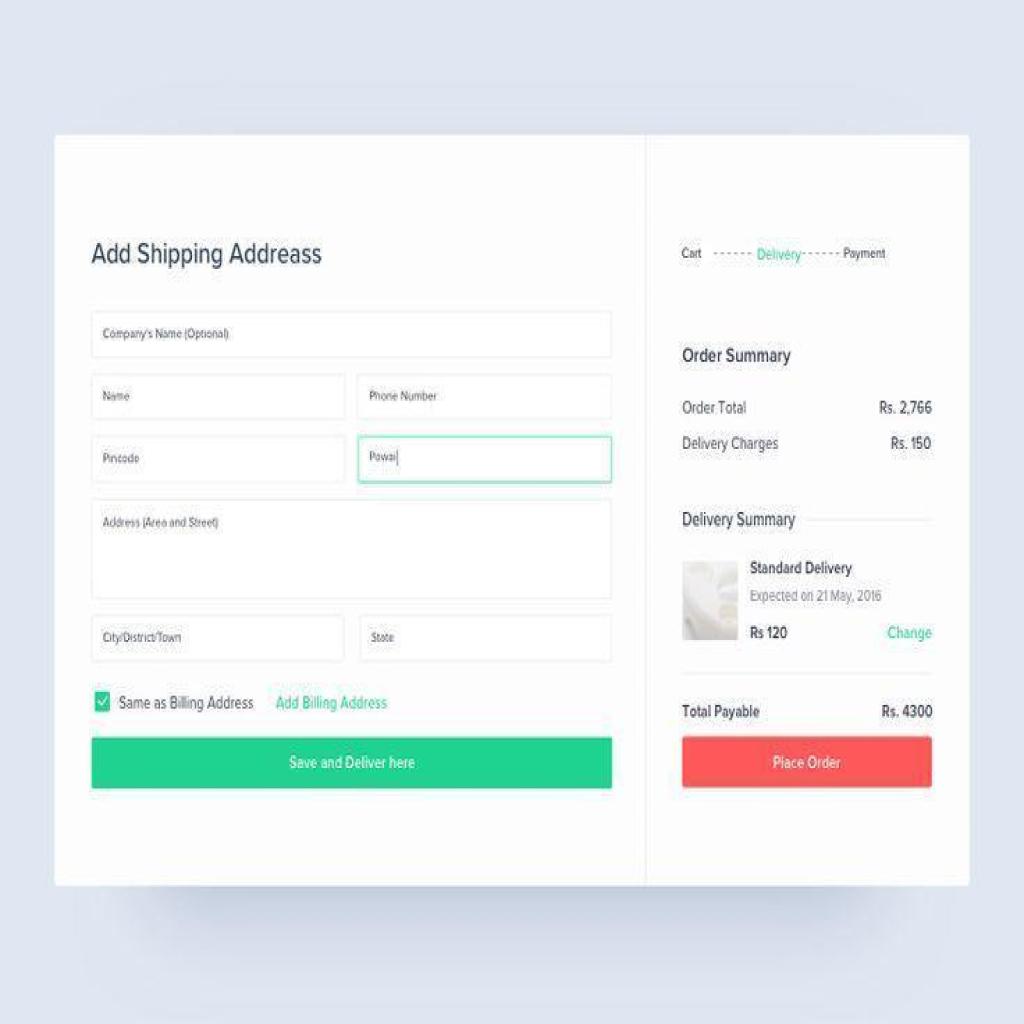 Add Shipping Addreass
Company's Name (Optional)
Name
Phone Number
Pincode
Powai
Address (Area and Street)
City/District/Town
State
Same as Billing Address
Add Billing Address
Save and Deliver here
Cart ------ Delivery ------ Payment
Order Summary
Order Total Rs. 2,766
Delivery Charges Rs. 150
Delivery Summary
Standard Delivery
Expected on 21 May, 2016
Rs 120 Change
Total Payable Rs. 4300
Place Order